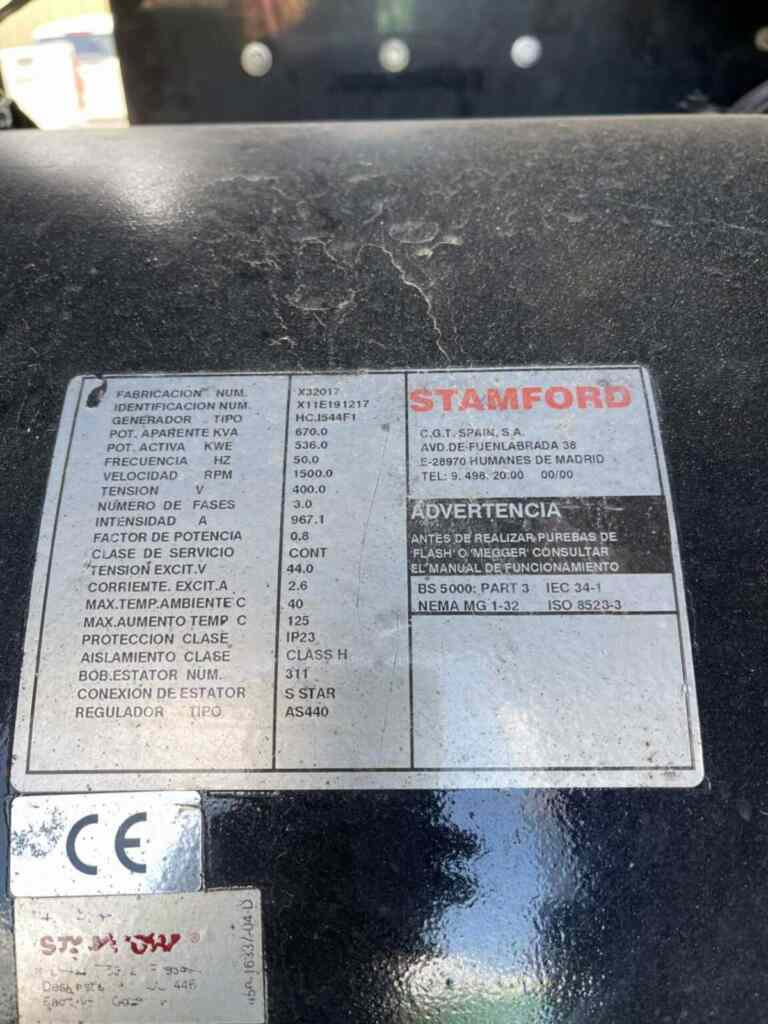 FABRICACION NUM. X32017
IDENTIFICACION NUM. X11E191217
GENERADOR TIPO HCJ544F1
POT. APARENTE KVA 670.0
POT. ACTIVA KWE 536.0
FRECUENCIA HZ 50,0
VELOCIDAD RPM 1500.0
TENSION V 400.0
NUMERO DE FASES 3.0
INTENSIDAD A 967.1
FACTOR DE POTENCIA 0,8
CLASE DE SERVICIO CONT
TENSION EXCIT.V 44.0
CORRIENTE. EXCIT.A 2.6
MAX.TEMP.AMBIENTE C 40
MAX.AUMENTO TEMP C 125
PROTECCION CLASE IP23
AISLAMIENTO CLASE CLASS H
BOB.ESTATOR NUM. 311
CONEXION DE ESTATOR S STAR
REGULADOR TIPO AS440
STAMFORD
C.G.T. SPAIN, S.A.
AVD.DE-FUENLABRADA 38
E-28970 HUMANES DE MADRID
TEL: 9. 498. 20:00 00/00
ADVERTENCIA
ANTES DE REALIZAR PUREBAS DE
'FLASH' O 'MEGGER' CONSULTAR
EL MANUAL DE FUNCIONAMIENTO
BS 5000: PART 3 IEC 34-1
NEMA MG 1-32 ISO 8523-3
CE